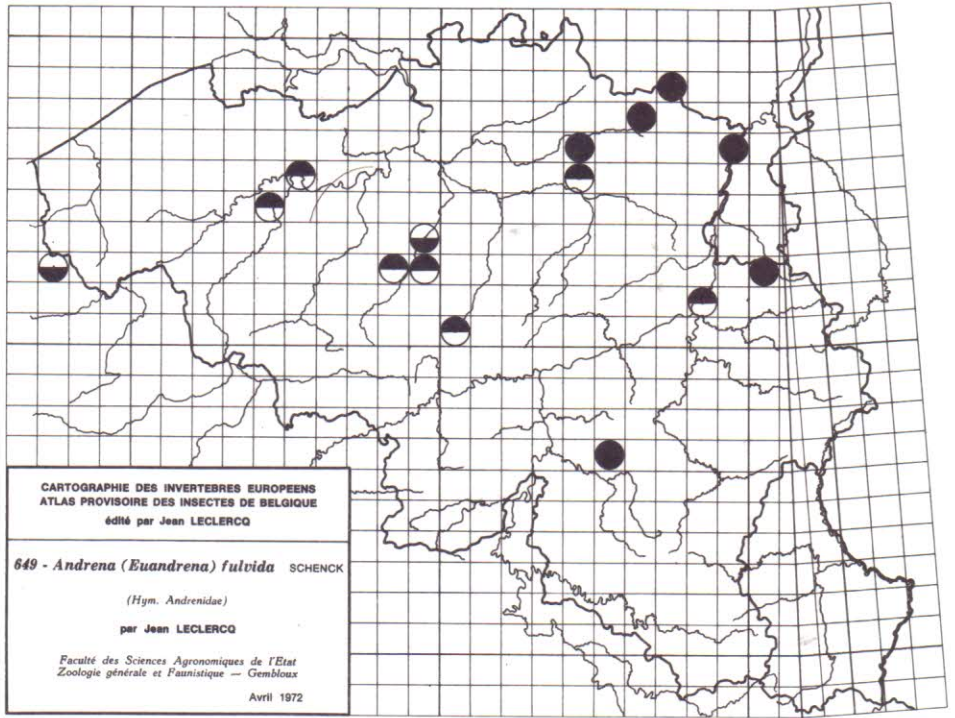 CARTOGRAPHIE DES INVERTEBRES EUROPEENS
ATLAS PROVISOIRE DES INSECTES DE BELGIQUE
édité par Jean LECLERCQ
649 - Andrena (Euandrena) fulvida SCHENCK
(Hym. Andrenidae)
par Jean LECLERCQ
Faculté des Sciences Agronomiques de l'Etat
Zoologie générale et Faunistique — Gembloux
Avril 1972